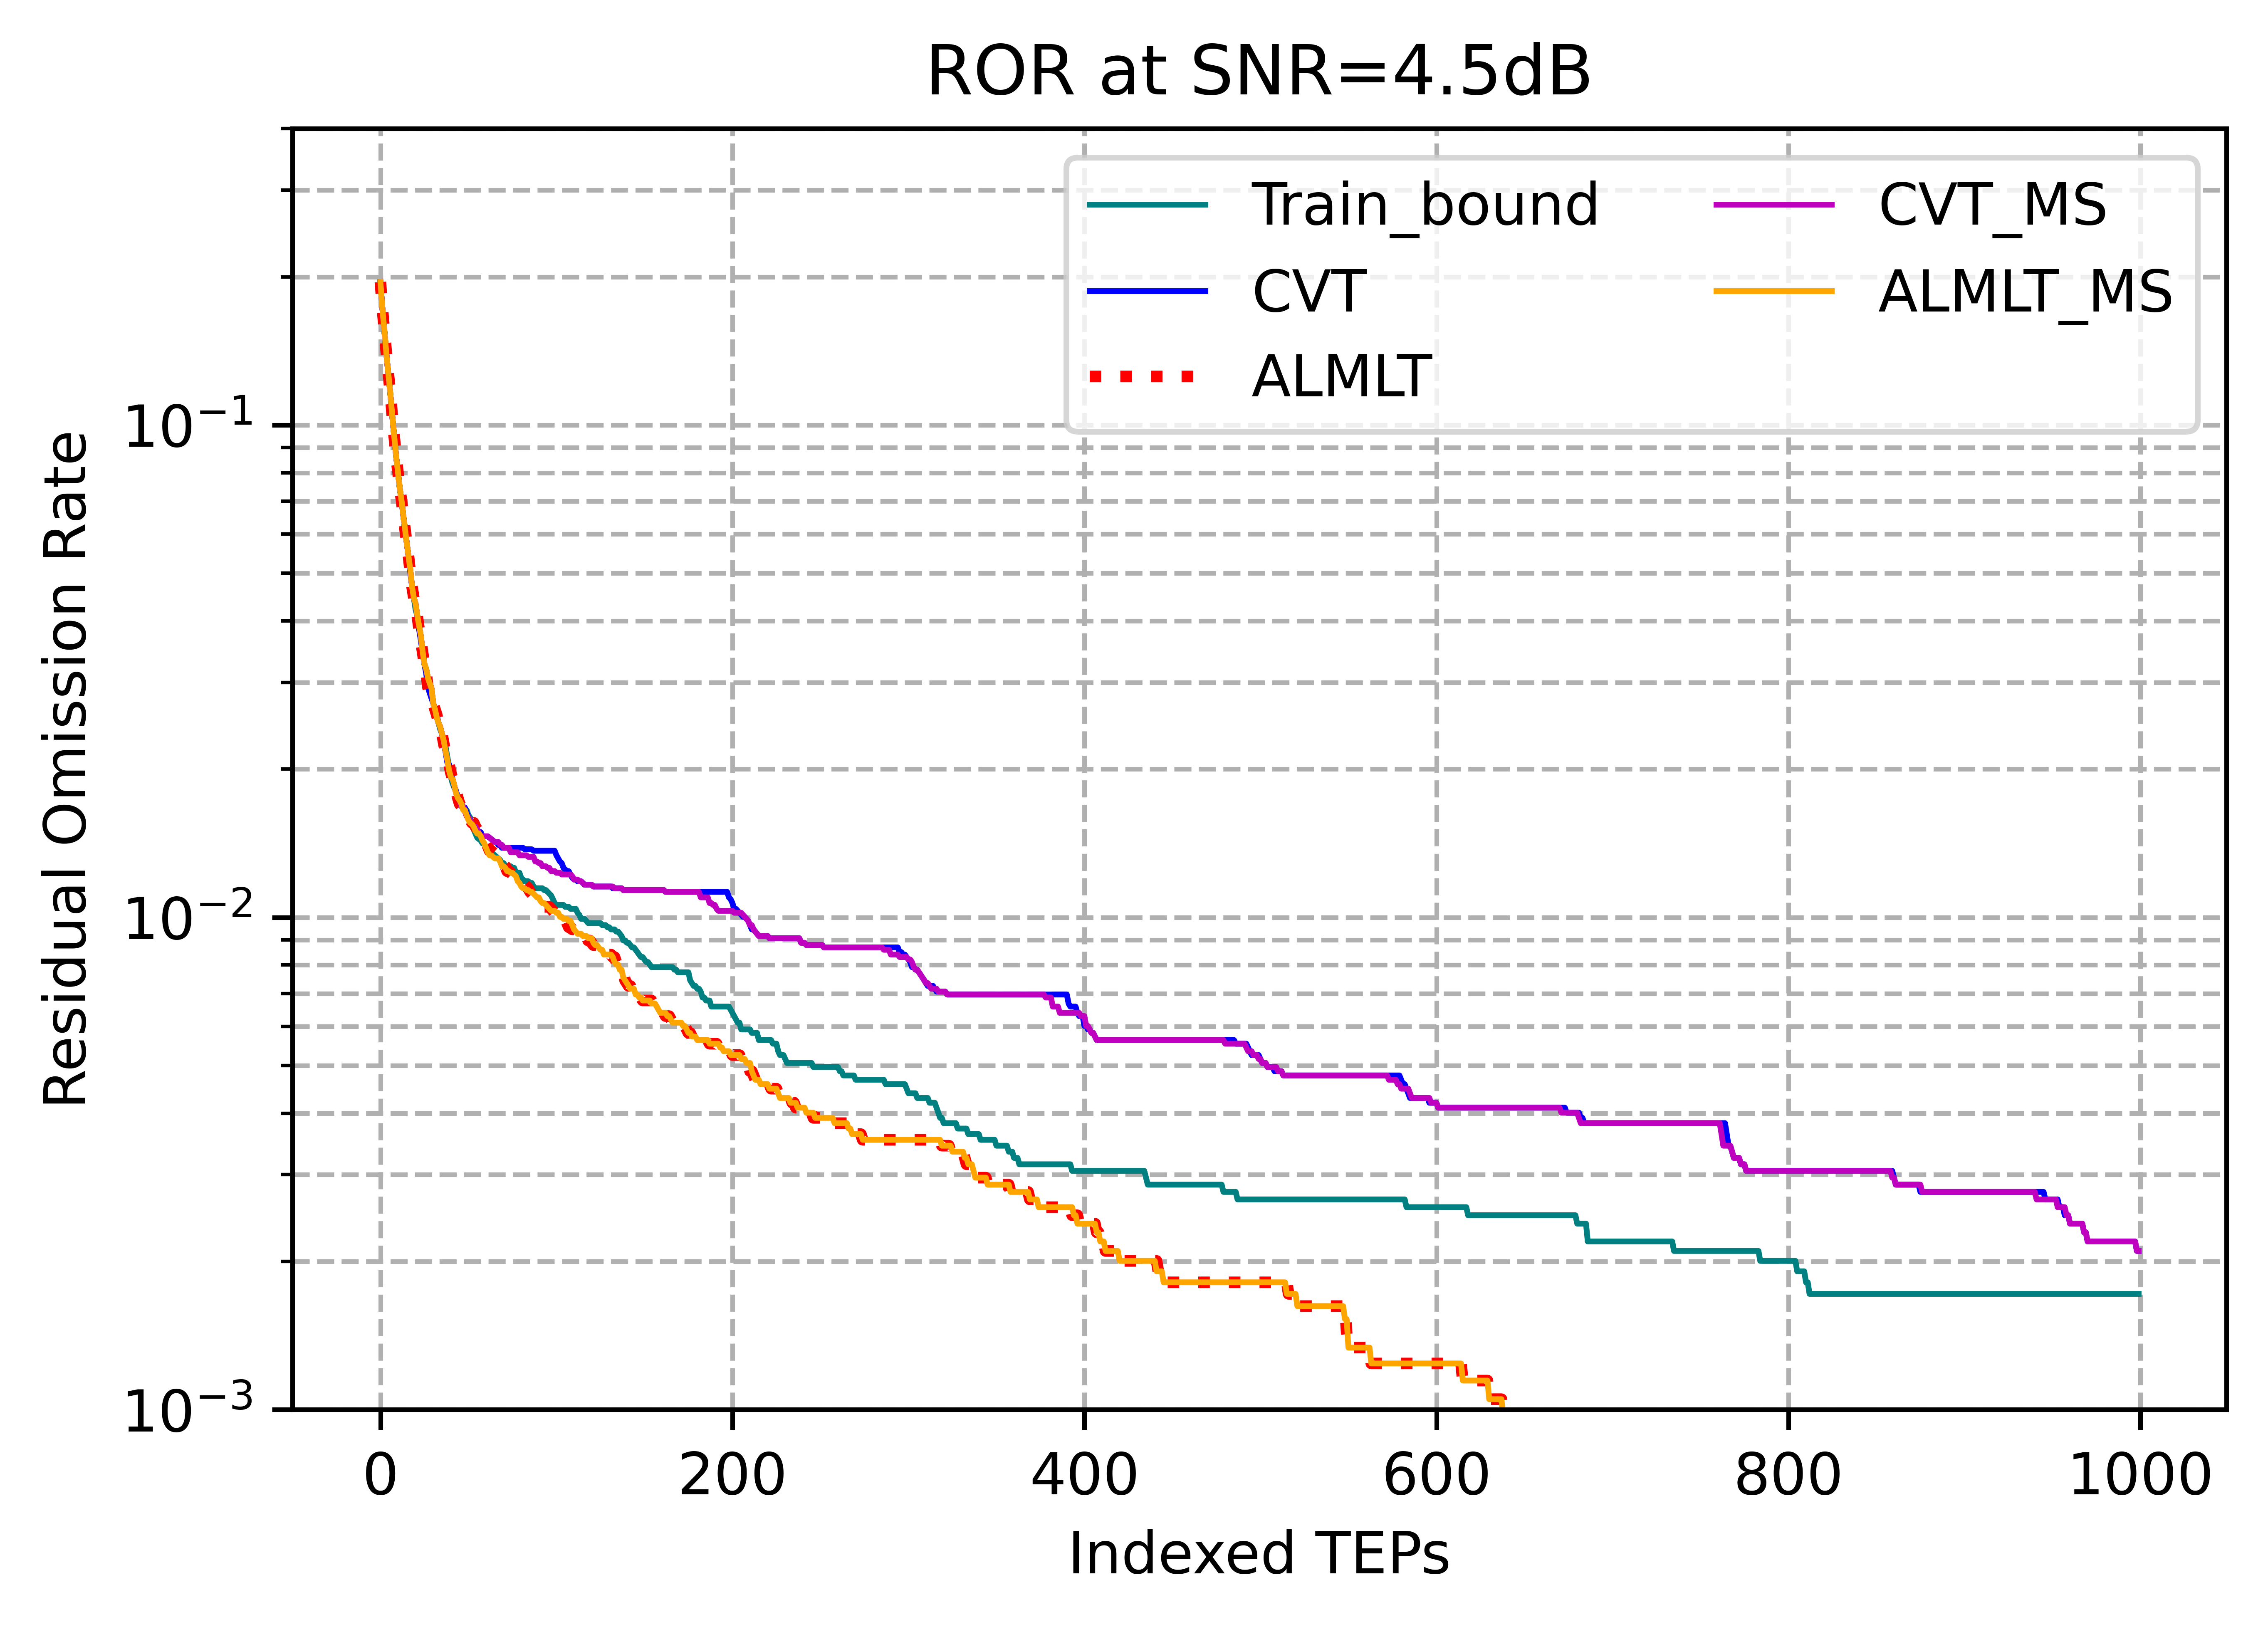 ROR at SNR=4.5dB
Train_bound
CVT
ALMLT
CVT_MS
ALMLT_MS
Residual Omission Rate
10⁻¹
10⁻²
10⁻³
0 200 400 600 800 1000
Indexed TEPs